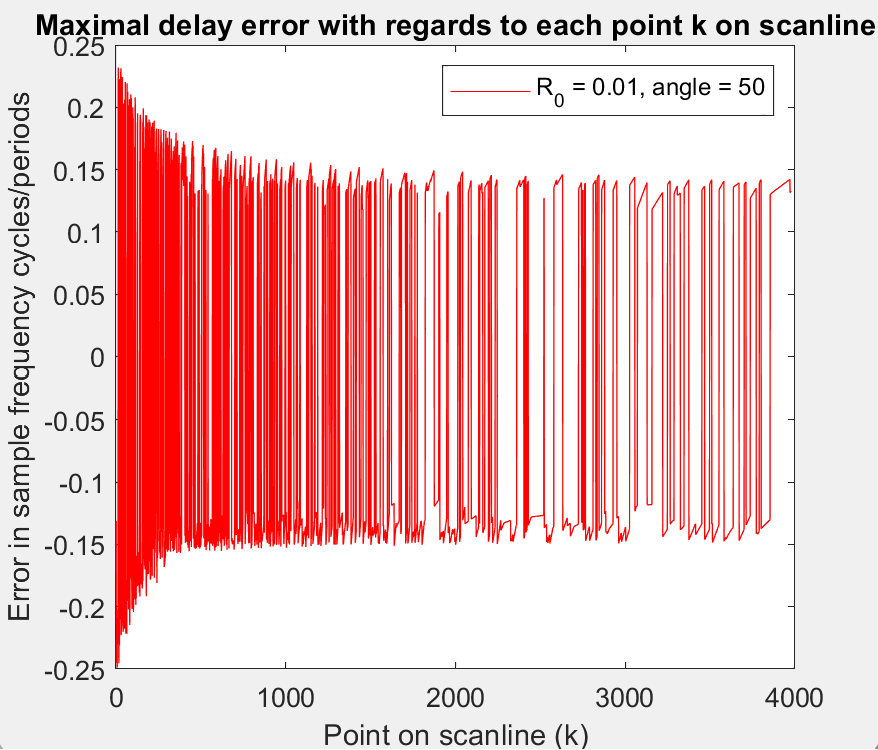 Maximal delay error with regards to each point k on scanline
R0 = 0.01, angle = 50
Error in sample frequency cycles/periods
0.25
0.2
0.15
0.1
0.05
0
-0.05
-0.1
-0.15
-0.2
-0.25
0 1000 2000 3000 4000
Point on scanline (k)